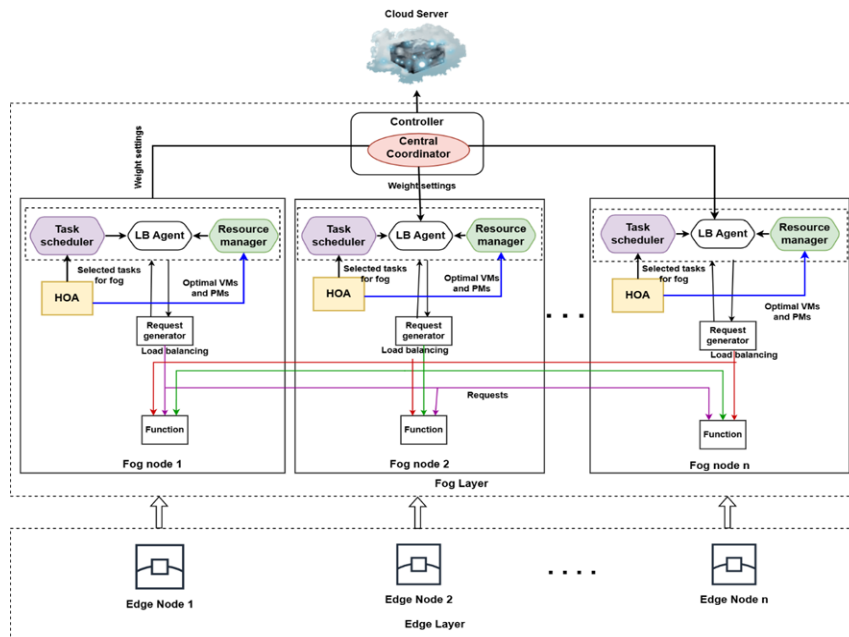 Cloud Server
Controller
Central
Coordinator
Weight settings
Weight settings
Task
scheduler
LB Agent
Resource
manager
Selected tasks
for fog
HOA
Optimal VMs
and PMs
Request
generator
Load balancing
Function
Fog node 1
Task
scheduler
LB Agent
Resource
manager
Selected tasks
for fog
HOA
Optimal VMs
and PMs
Request
generator
Load balancing
Requests
Function
Fog node 2
Task
scheduler
LB Agent
Resource
manager
Selected tasks
for fog
HOA
Optimal VMs
and PMs
Request
generator
Load balancing
Function
Fog node n
Fog Layer
Edge Node 1
Edge Node 2
Edge Node n
Edge Layer